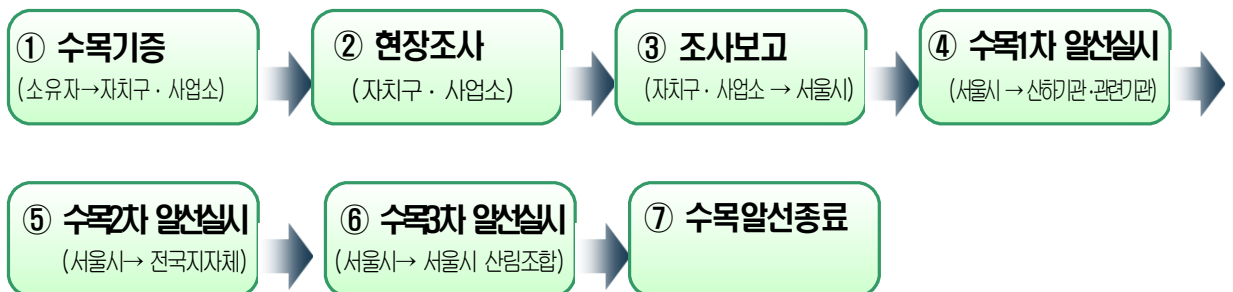 ① 수목기증
(소유자→자치구 · 사업소)
② 현장조사
(자치구 · 사업소)
③ 조사보고
(자치구 · 사업소 → 서울시)
④ 수목1차 알선실시
(서울시 → 산하기관·관련기관)
⑤ 수목2차 알선실시
(서울시→ 전국지자체)
⑥ 수목3차 알선실시
(서울시→ 서울시 산림조합)
⑦ 수목알선종료